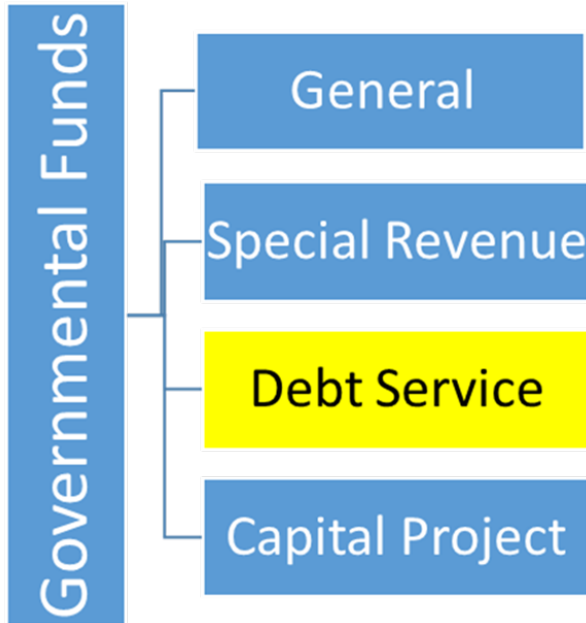 Governmental Funds
General
Special Revenue
Debt Service
Capital Project